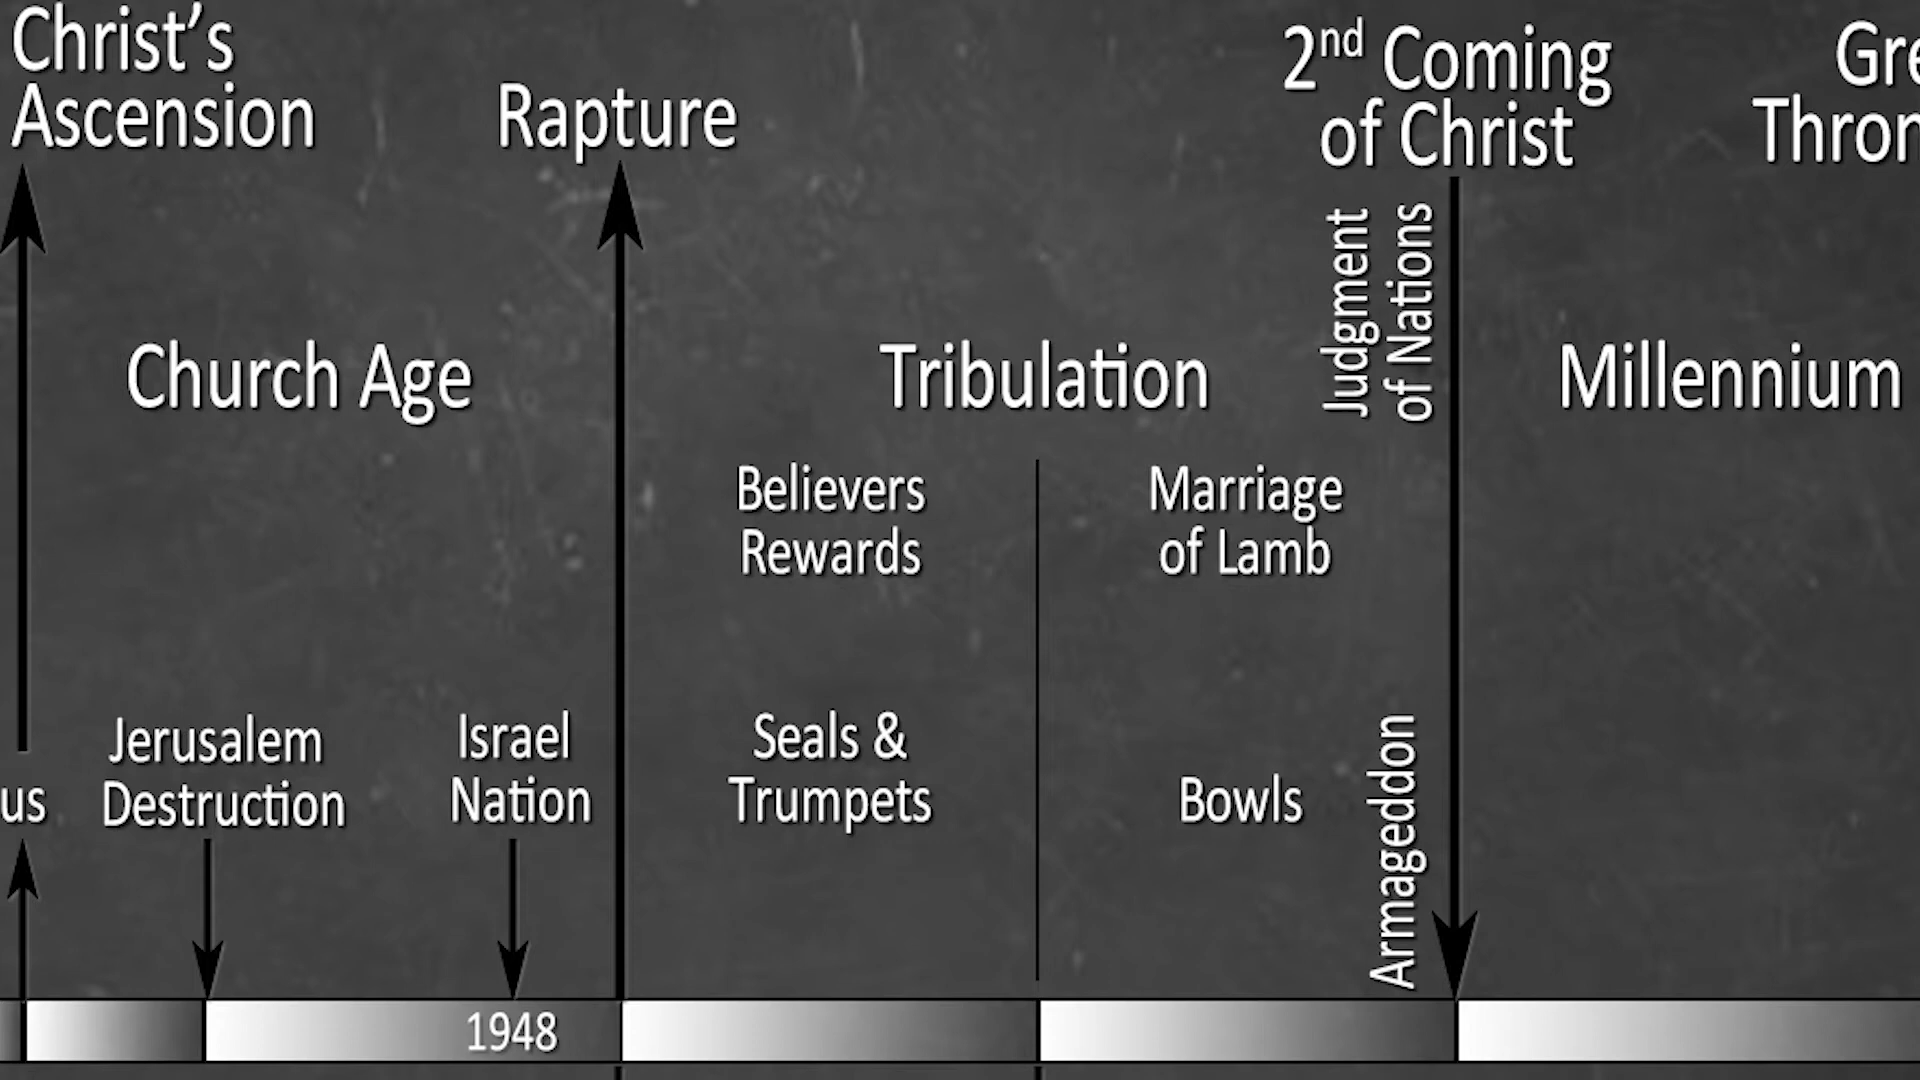 Christ's
Ascension
Rapture
2nd Coming
of Christ
Judgment
of Nations
Church Age
Tribulation
Millennium
Believers
Rewards
Marriage
of Lamb
Jerusalem
Destruction
Israel
Nation
Seals &
Trumpets
Bowls
Armageddon
1948